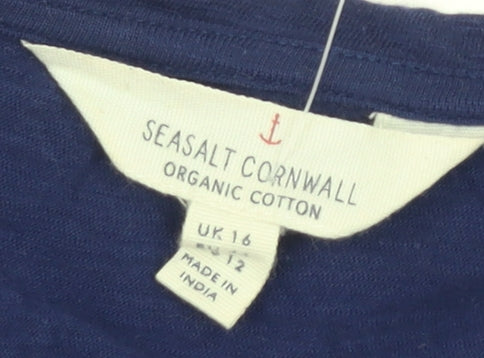 SEASALT CORNWALL
ORGANIC COTTON
UK 16
12
MADE IN
INDIA